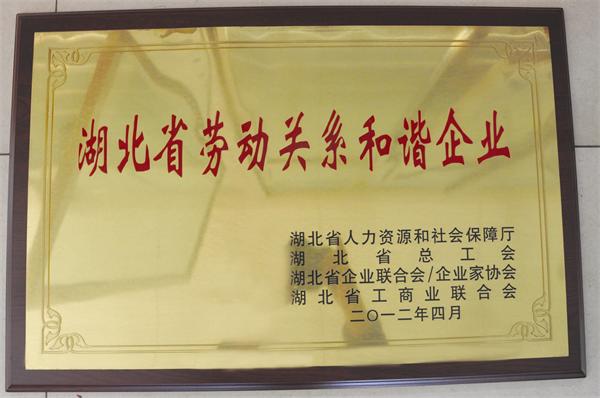 湖北省劳动关系和谐企业
湖北省人力资源和社会保障厅
湖北省总工会
湖北省企业联合会/企业家协会
湖北省工商业联合会
二〇一二年四月